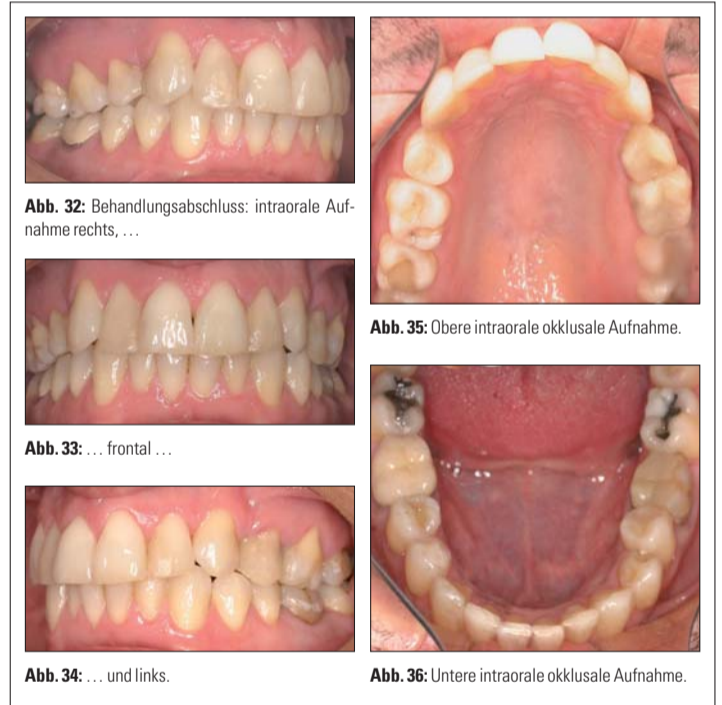 Abb. 32: Behandlungsabschluss: intraorale Auf-
nahme rechts, ...
Abb. 33: ... frontal ...
Abb. 34: ... und links.
Abb. 35: Obere intraorale okklusale Aufnahme.
Abb. 36: Untere intraorale okklusale Aufnahme.